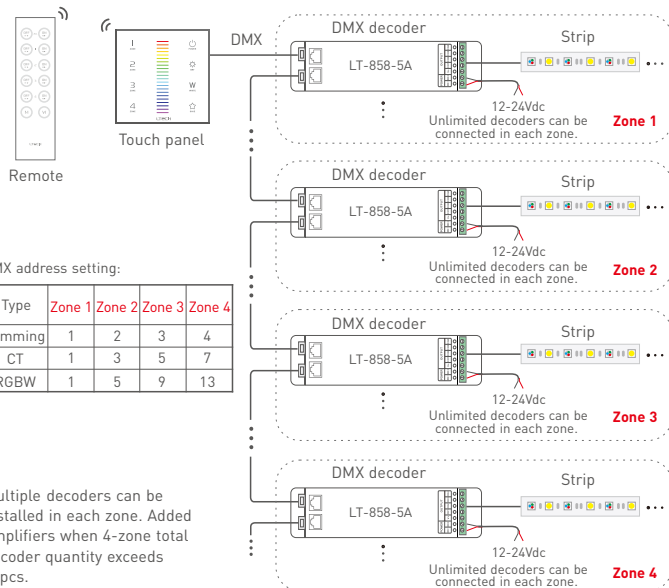 DMX
Touch panel
Remote
DMX decoder
LT-858-5A
Strip
12-24Vdc
Unlimited decoders can be
connected in each zone.
Zone 1
DMX decoder
LT-858-5A
Strip
12-24Vdc
Unlimited decoders can be
connected in each zone.
Zone 2
DMX decoder
LT-858-5A
Strip
12-24Vdc
Unlimited decoders can be
connected in each zone.
Zone 3
DMX decoder
LT-858-5A
Strip
12-24Vdc
Unlimited decoders can be
connected in each zone.
Zone 4
MX address setting:
Type Zone 1 Zone 2 Zone 3 Zone 4
mming 1 2 3 4
CT 1 3 5 7
RGBW 1 5 9 13
ultiple decoders can be
stalled in each zone. Added
mplifiers when 4-zone total
coder quantity exceeds
pcs.